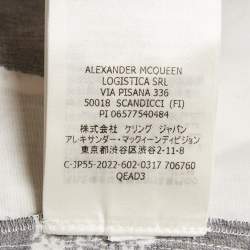 ALEXANDER MCQUEEN
LOGISTICA SRL
VIA PISANA 336
50018 SCANDICCI (FI)
PI 06577540484
株式会社 ケリング ジャパン
アレキサンダー・マックィーンディビジョン
東京都渋谷区渋谷2-11-8
C-JP55-2022-602-0317 706760
QEAD3